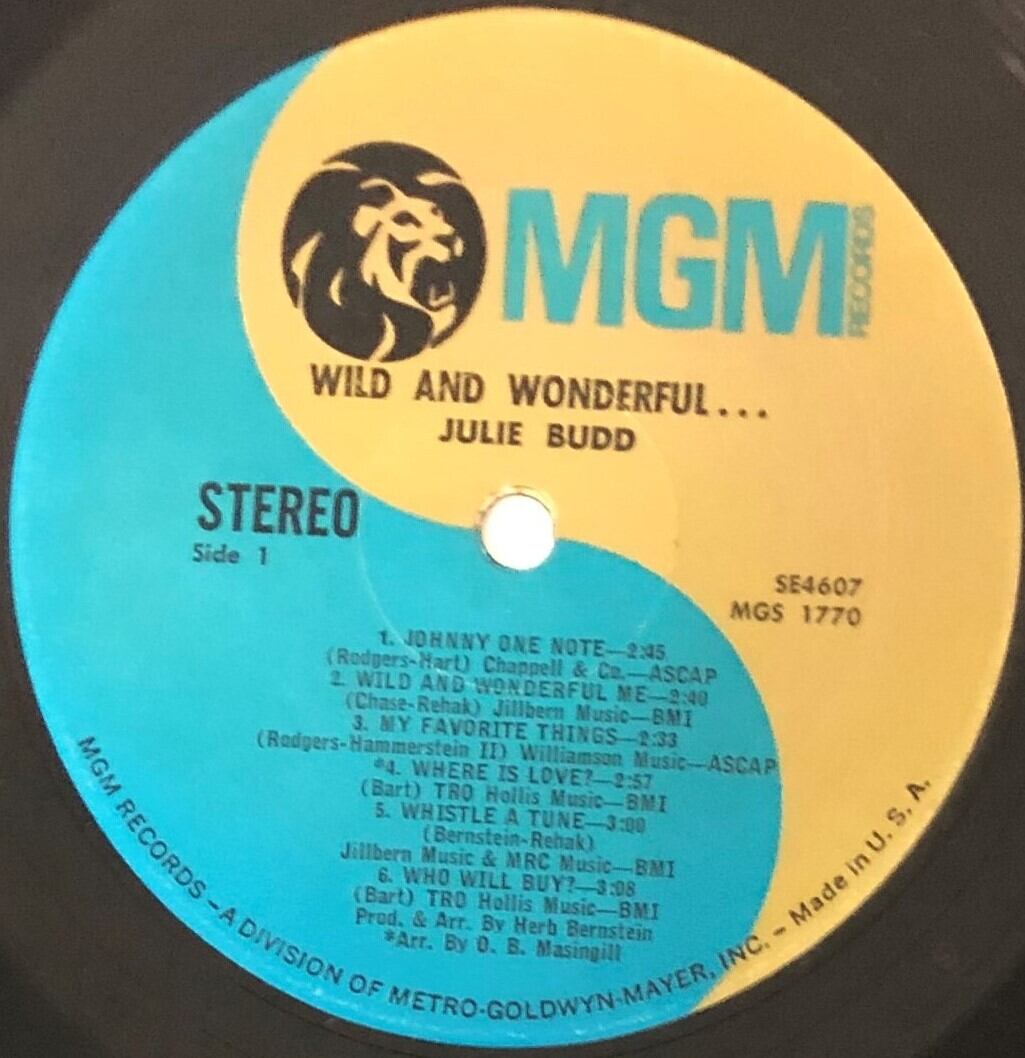 MGM RECORDS
WILD AND WONDERFUL...
JULIE BUDD
STEREO
Side 1
SE4607
MGS 1770
1. JOHNNY ONE NOTE—2:45
(Rodgers-Hart) Chappell & Co.—ASCAP
2. WILD AND WONDERFUL ME—2:40
(Chase-Rehak) Jillbern Music—BMI
3. MY FAVORITE THINGS—2:33
(Rodgers-Hammerstein II) Williamson Music—ASCAP
*4. WHERE IS LOVE?—2:57
(Bart) TRO Hollis Music—BMI
5. WHISTLE A TUNE—3:00
(Bernstein-Rehak)
Jillbern Music & MRC Music—BMI
6. WHO WILL BUY?—3:08
(Bart) TRO Hollis Music—BMI
Prod. & Arr. By Herb Bernstein
*Arr. By O. B. Masingill
MGM RECORDS – A DIVISION OF METRO-GOLDWYN-MAYER, INC. – Made in U. S. A.